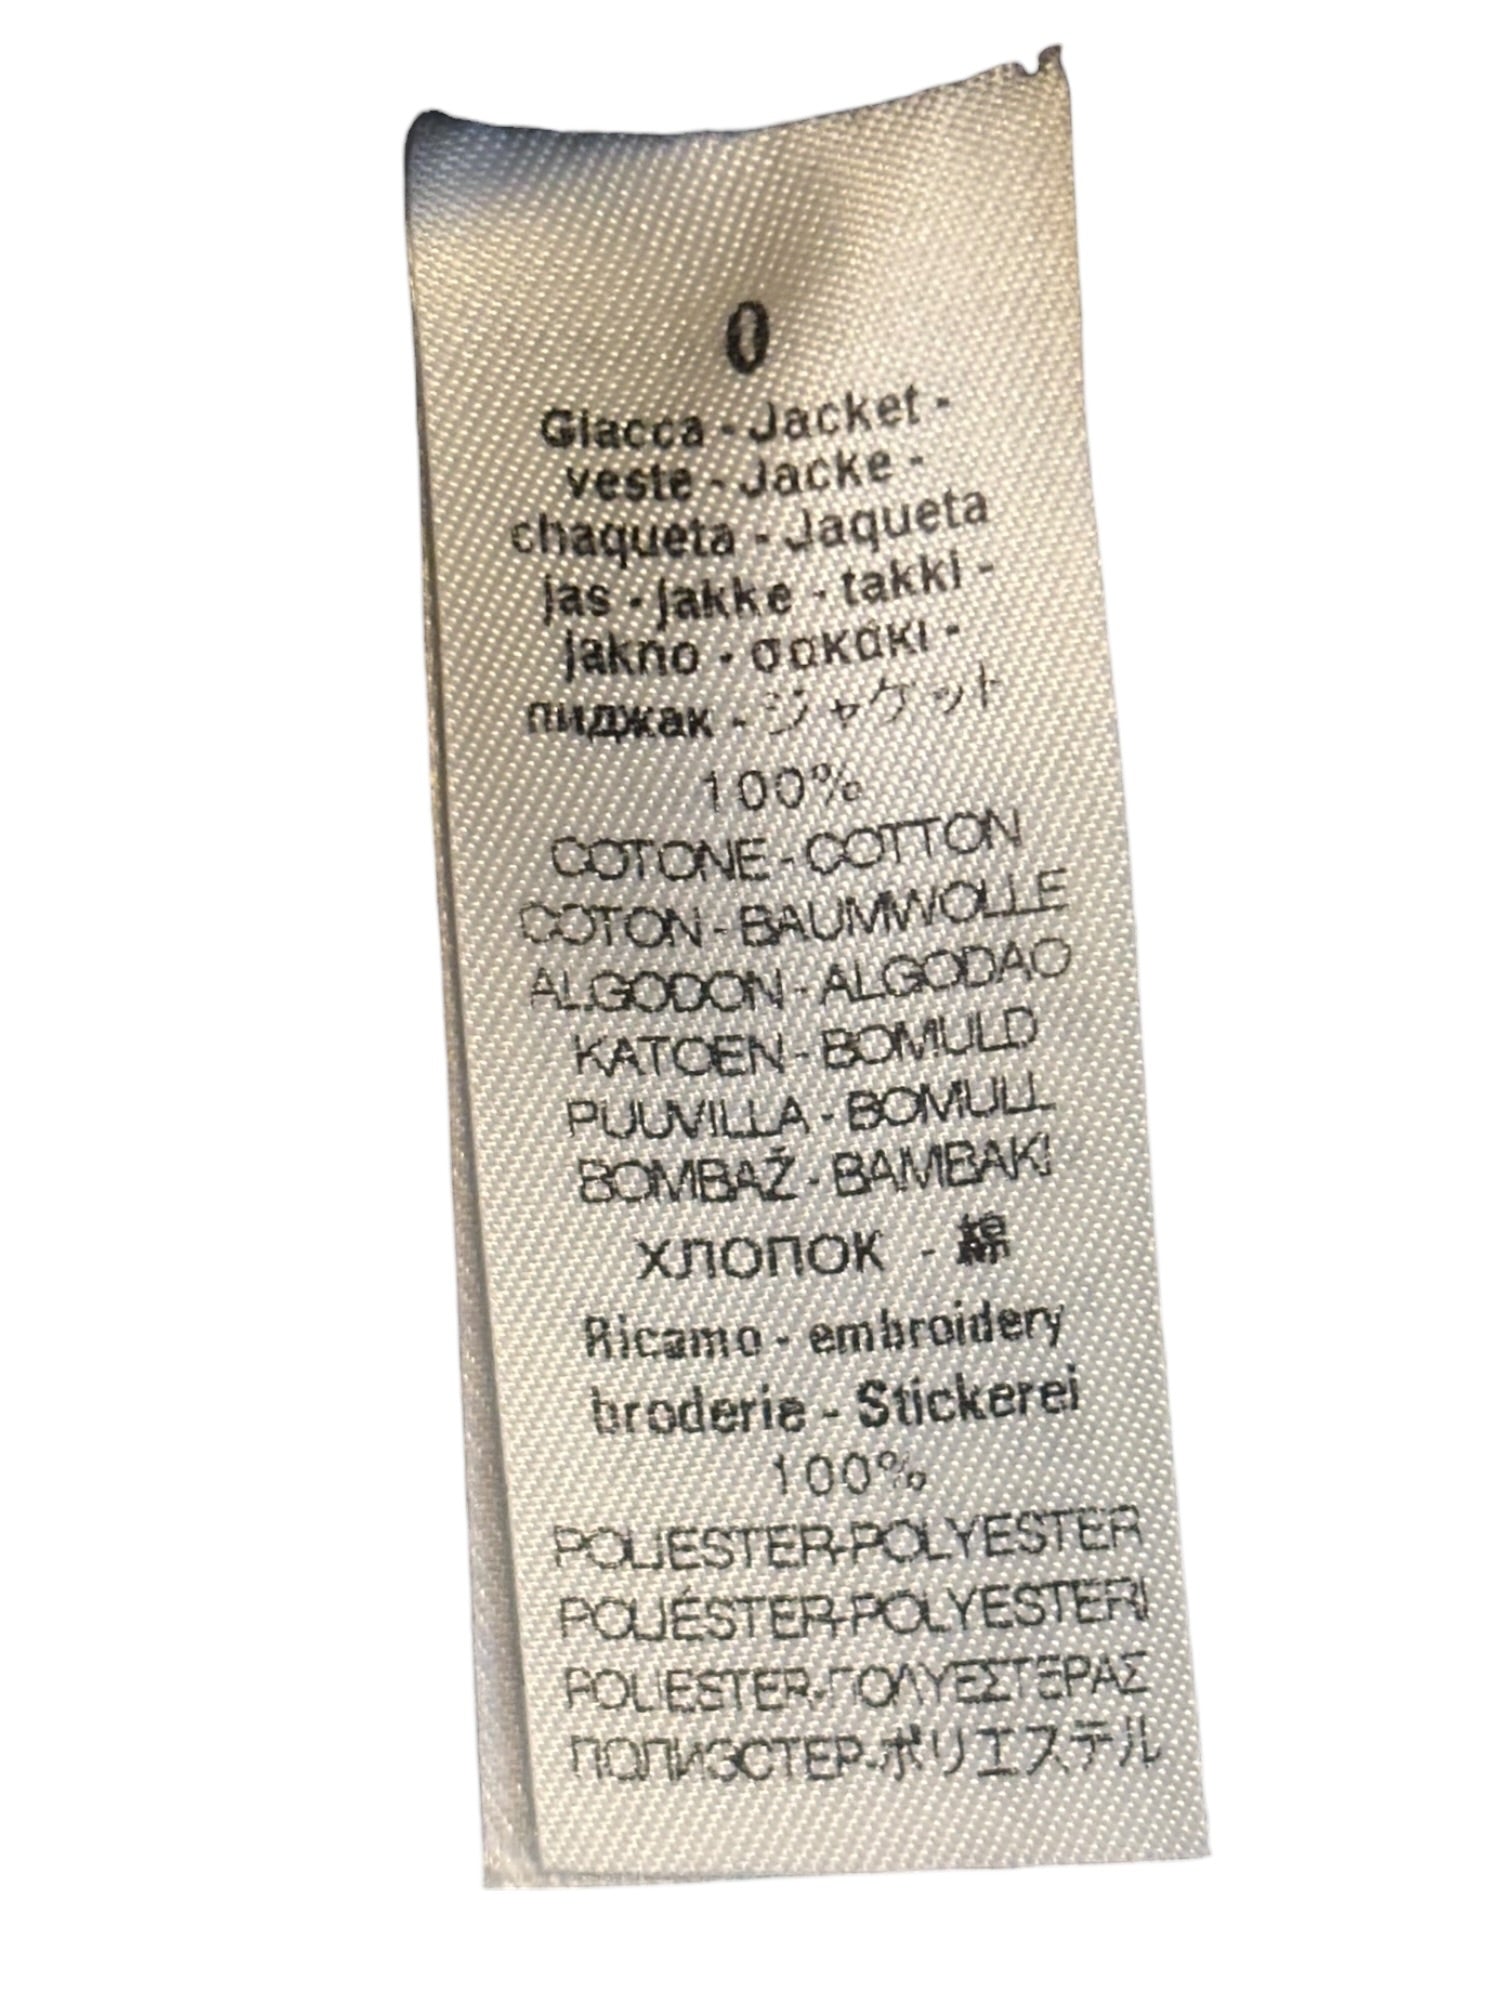 0
Giacca - Jacket -
veste - Jacke -
chaqueta - Jaqueta
jas - jakke - takki -
jakno - σακάκι -
пиджак - ジャケット
100%
COTONE - COTTON
COTON - BAUMWOLLE
ALGODON - ALGODAO
KATOEN - BOMULD
PUUVILLA - BOMULL
BOMBAŽ - BAMBAKI
ХЛОПОК - 綿
Ricamo - embroidery
broderie - Stickerei
100%
POLIESTER-POLYESTER
POLIÉSTER-POLYESTERI
POLIESTER-ΠΟΛΥΕΣΤΕΡΑΣ
ПОЛИЭСТЕР-ポリエステル